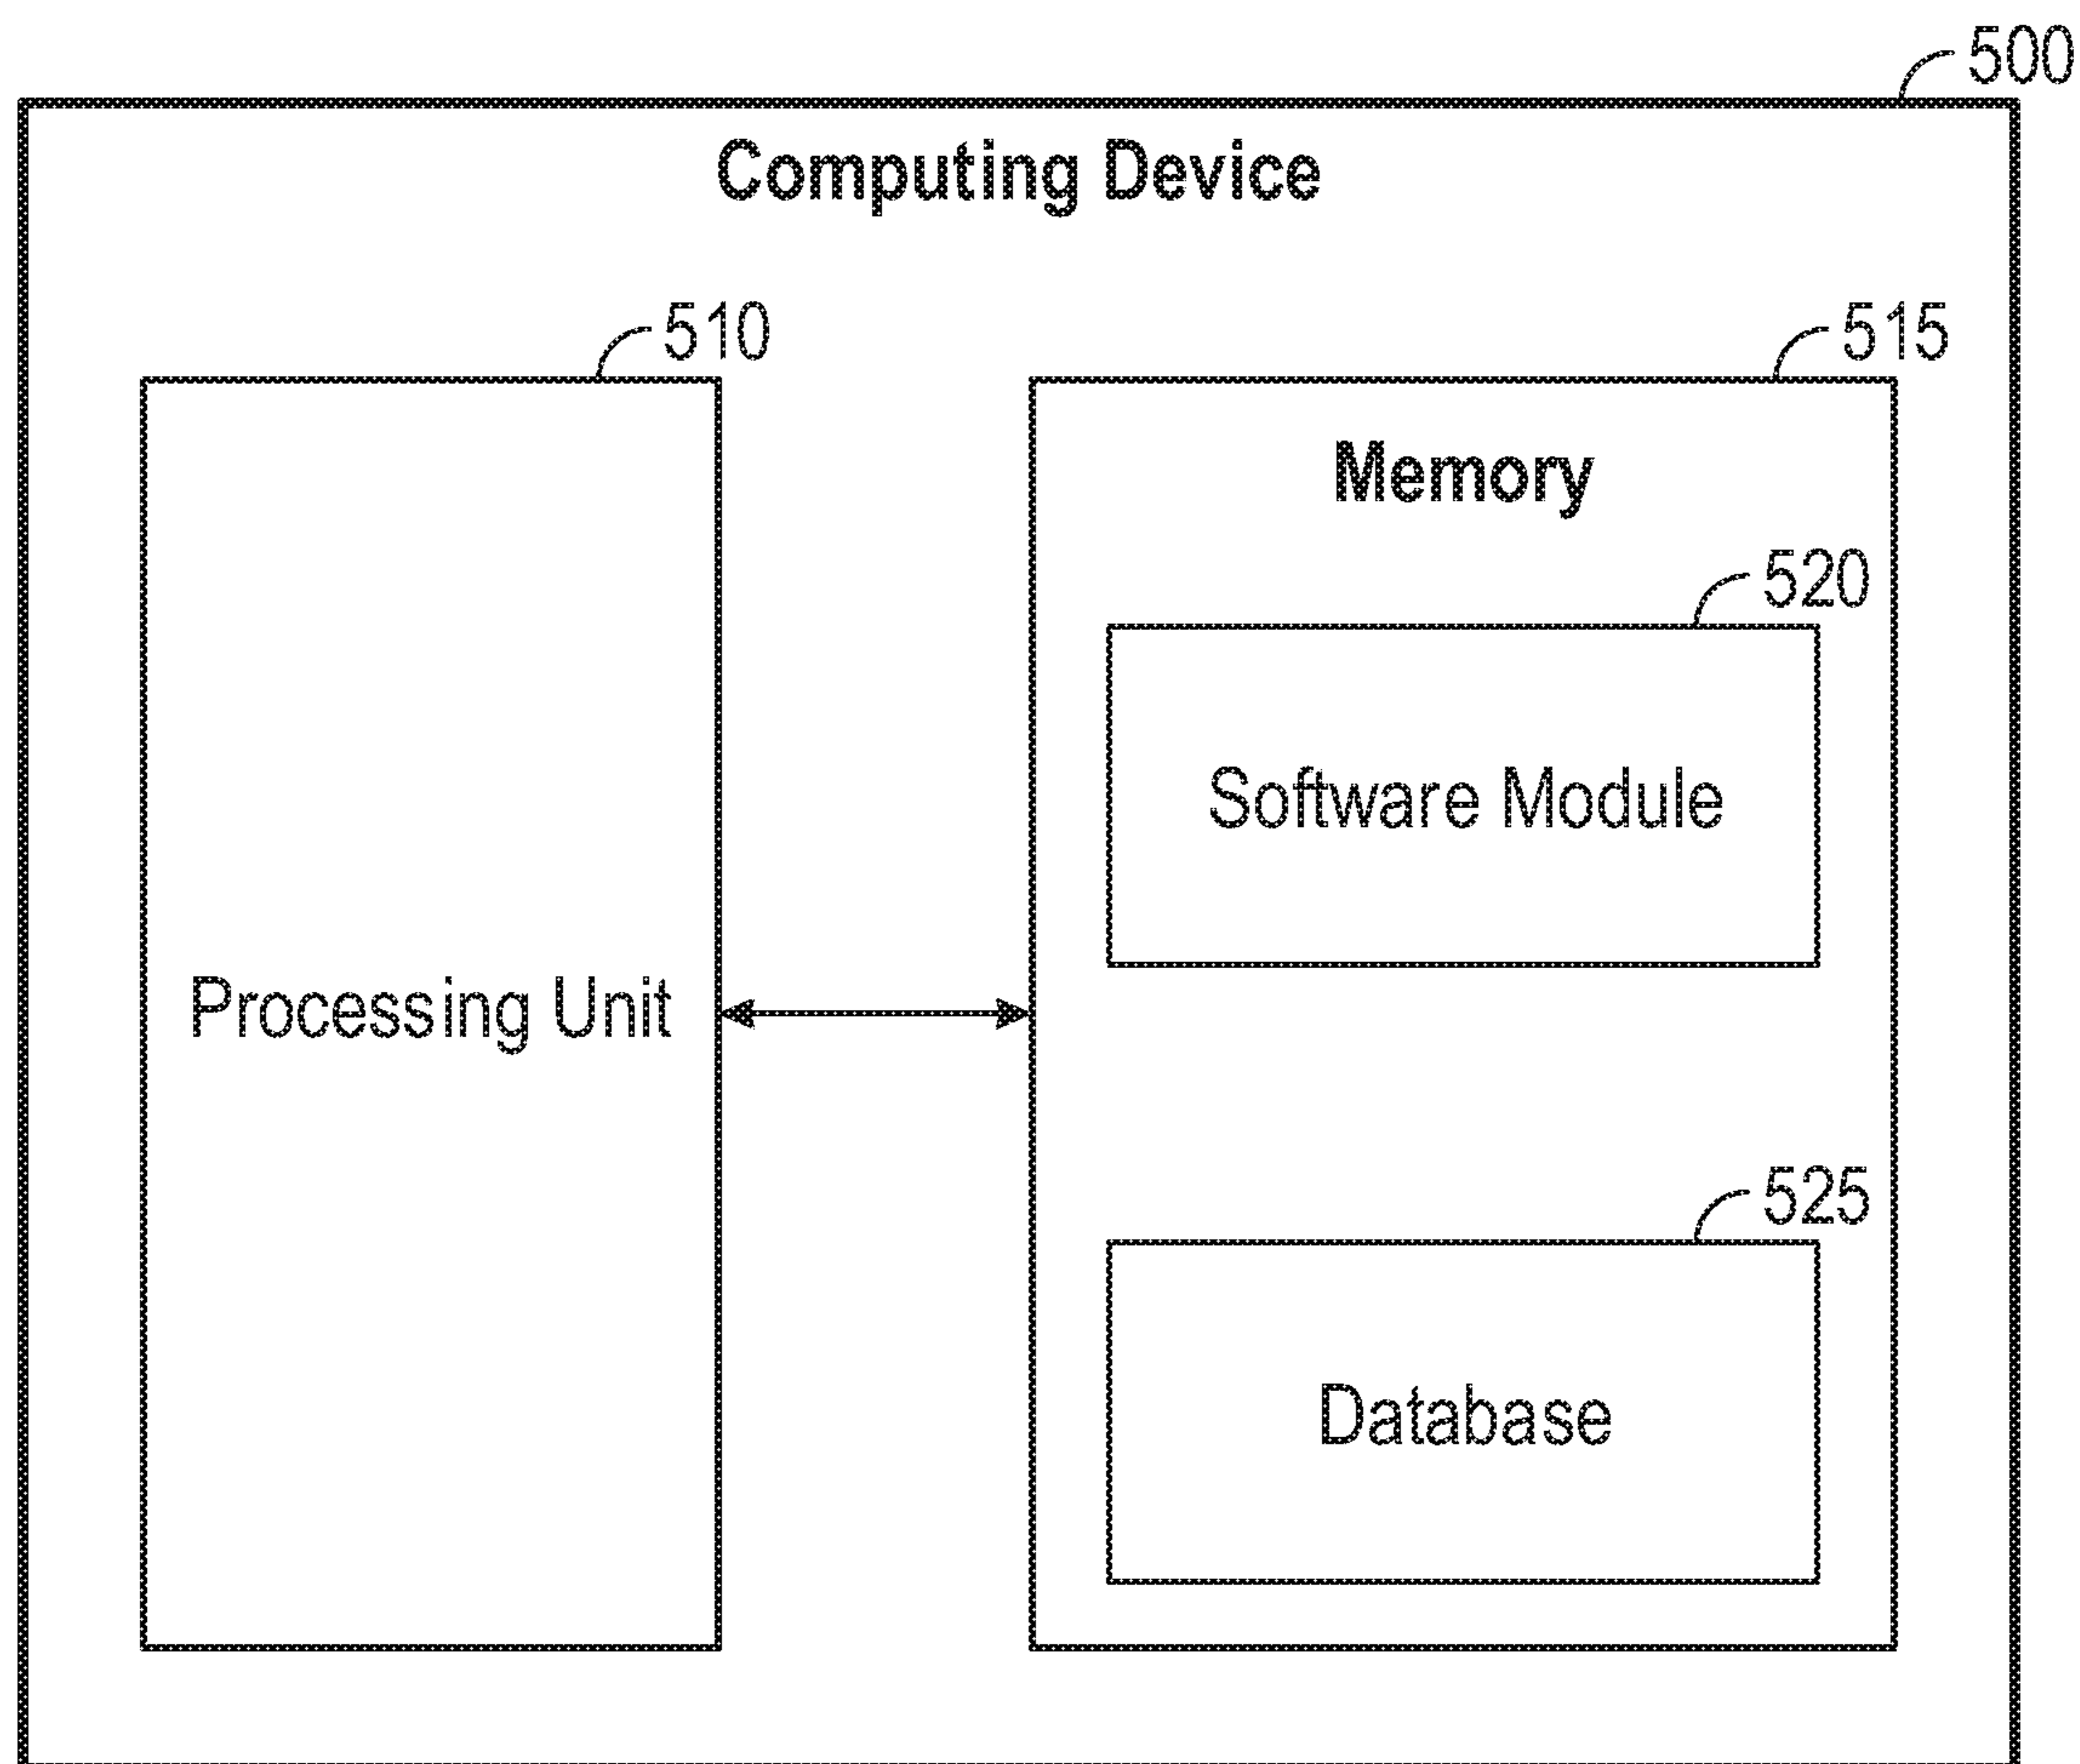 500
Computing Device
510
515
Memory
520
Software Module
Processing Unit
525
Database